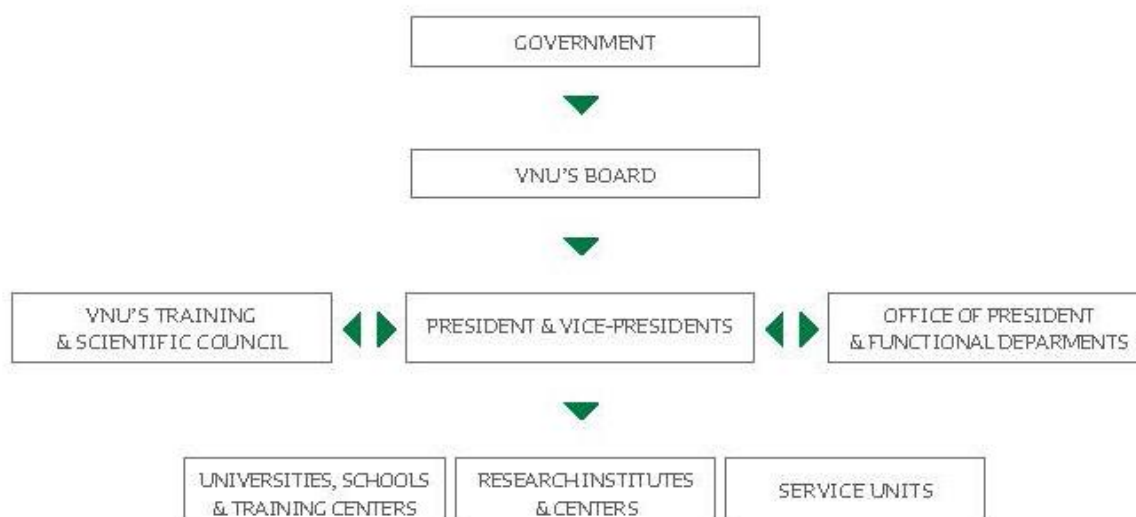 GOVERNMENT
VNU'S BOARD
VNU'S TRAINING
& SCIENTIFIC COUNCIL
PRESIDENT & VICE-PRESIDENTS
OFFICE OF PRESIDENT
& FUNCTIONAL DEPARMENTS
UNIVERSITIES, SCHOOLS
& TRAINING CENTERS
RESEARCH INSTITUTES
& CENTERS
SERVICE UNITS